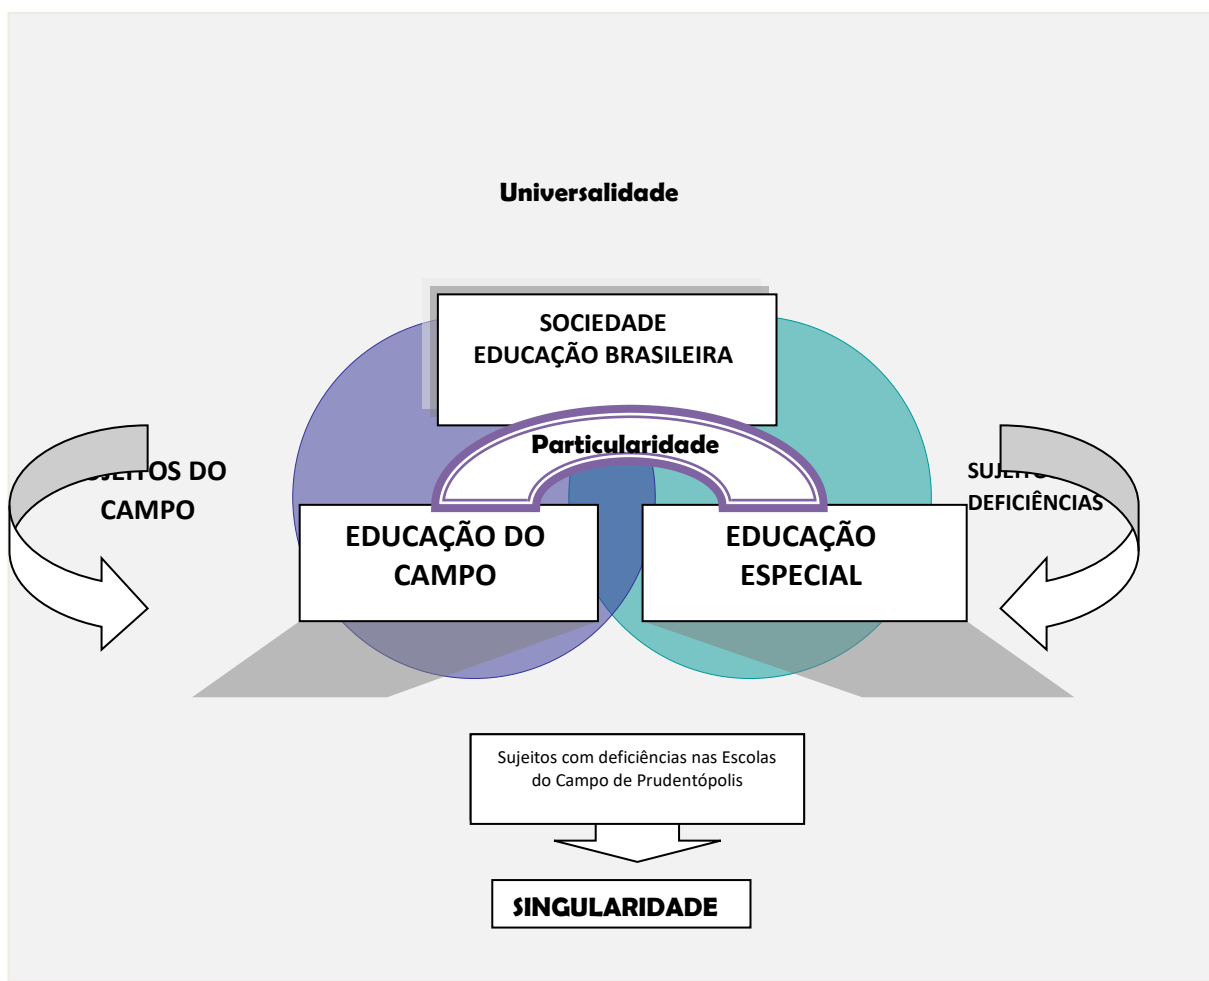 Universalidade
SOCIEDADE
EDUCAÇÃO BRASILEIRA
Particularidade
DO
CAMPO
DEFICIÊNCIAS
EDUCAÇÃO DO
CAMPO
EDUCAÇÃO
ESPECIAL
Sujeitos com deficiências nas Escolas
do Campo de Prudentópolis
SINGULARIDADE